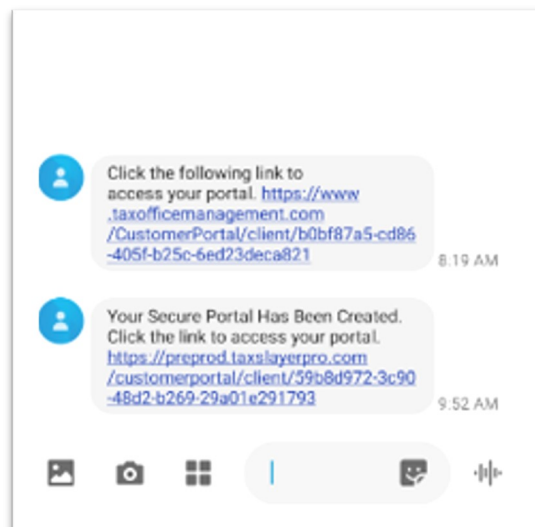 Click the following link to
access your portal. https://www
.taxofficemanagement.com
/CustomerPortal/client/b0bf87a5-cd86
-405f-b25c-6ed23deca821
8:19 AM
Your Secure Portal Has Been Created.
Click the link to access your portal.
https://preprod.taxslayerpro.com
/customerportal/client/59b8d972-3c90
-48d2-b269-29a01e291793
9:52 AM